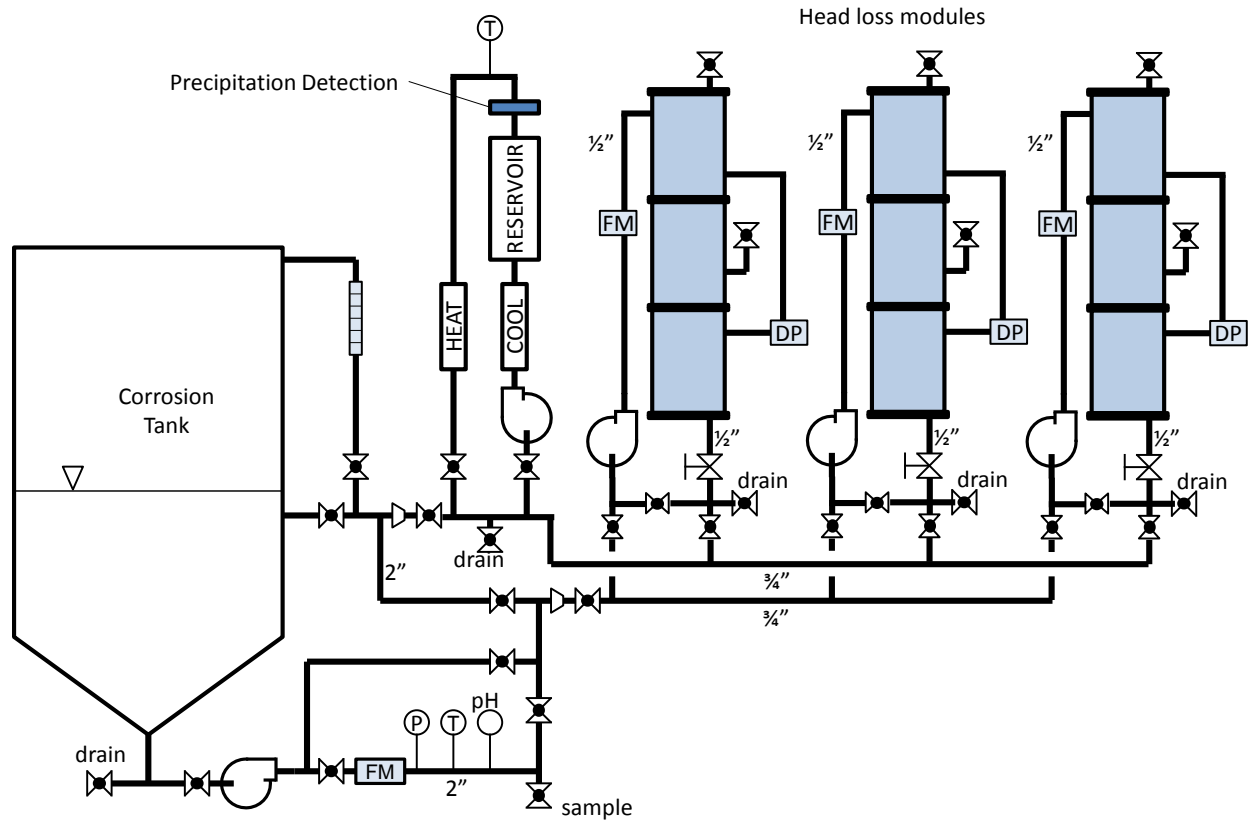 Head loss modules
T
Precipitation Detection
½”
½”
½”
RESERVOIR
FM
FM
FM
HEAT
COOL
DP
DP
DP
Corrosion
Tank
½”
½”
½”
drain
drain
drain
drain
2”
¾”
¾”
pH
P
T
drain
FM
2”
sample